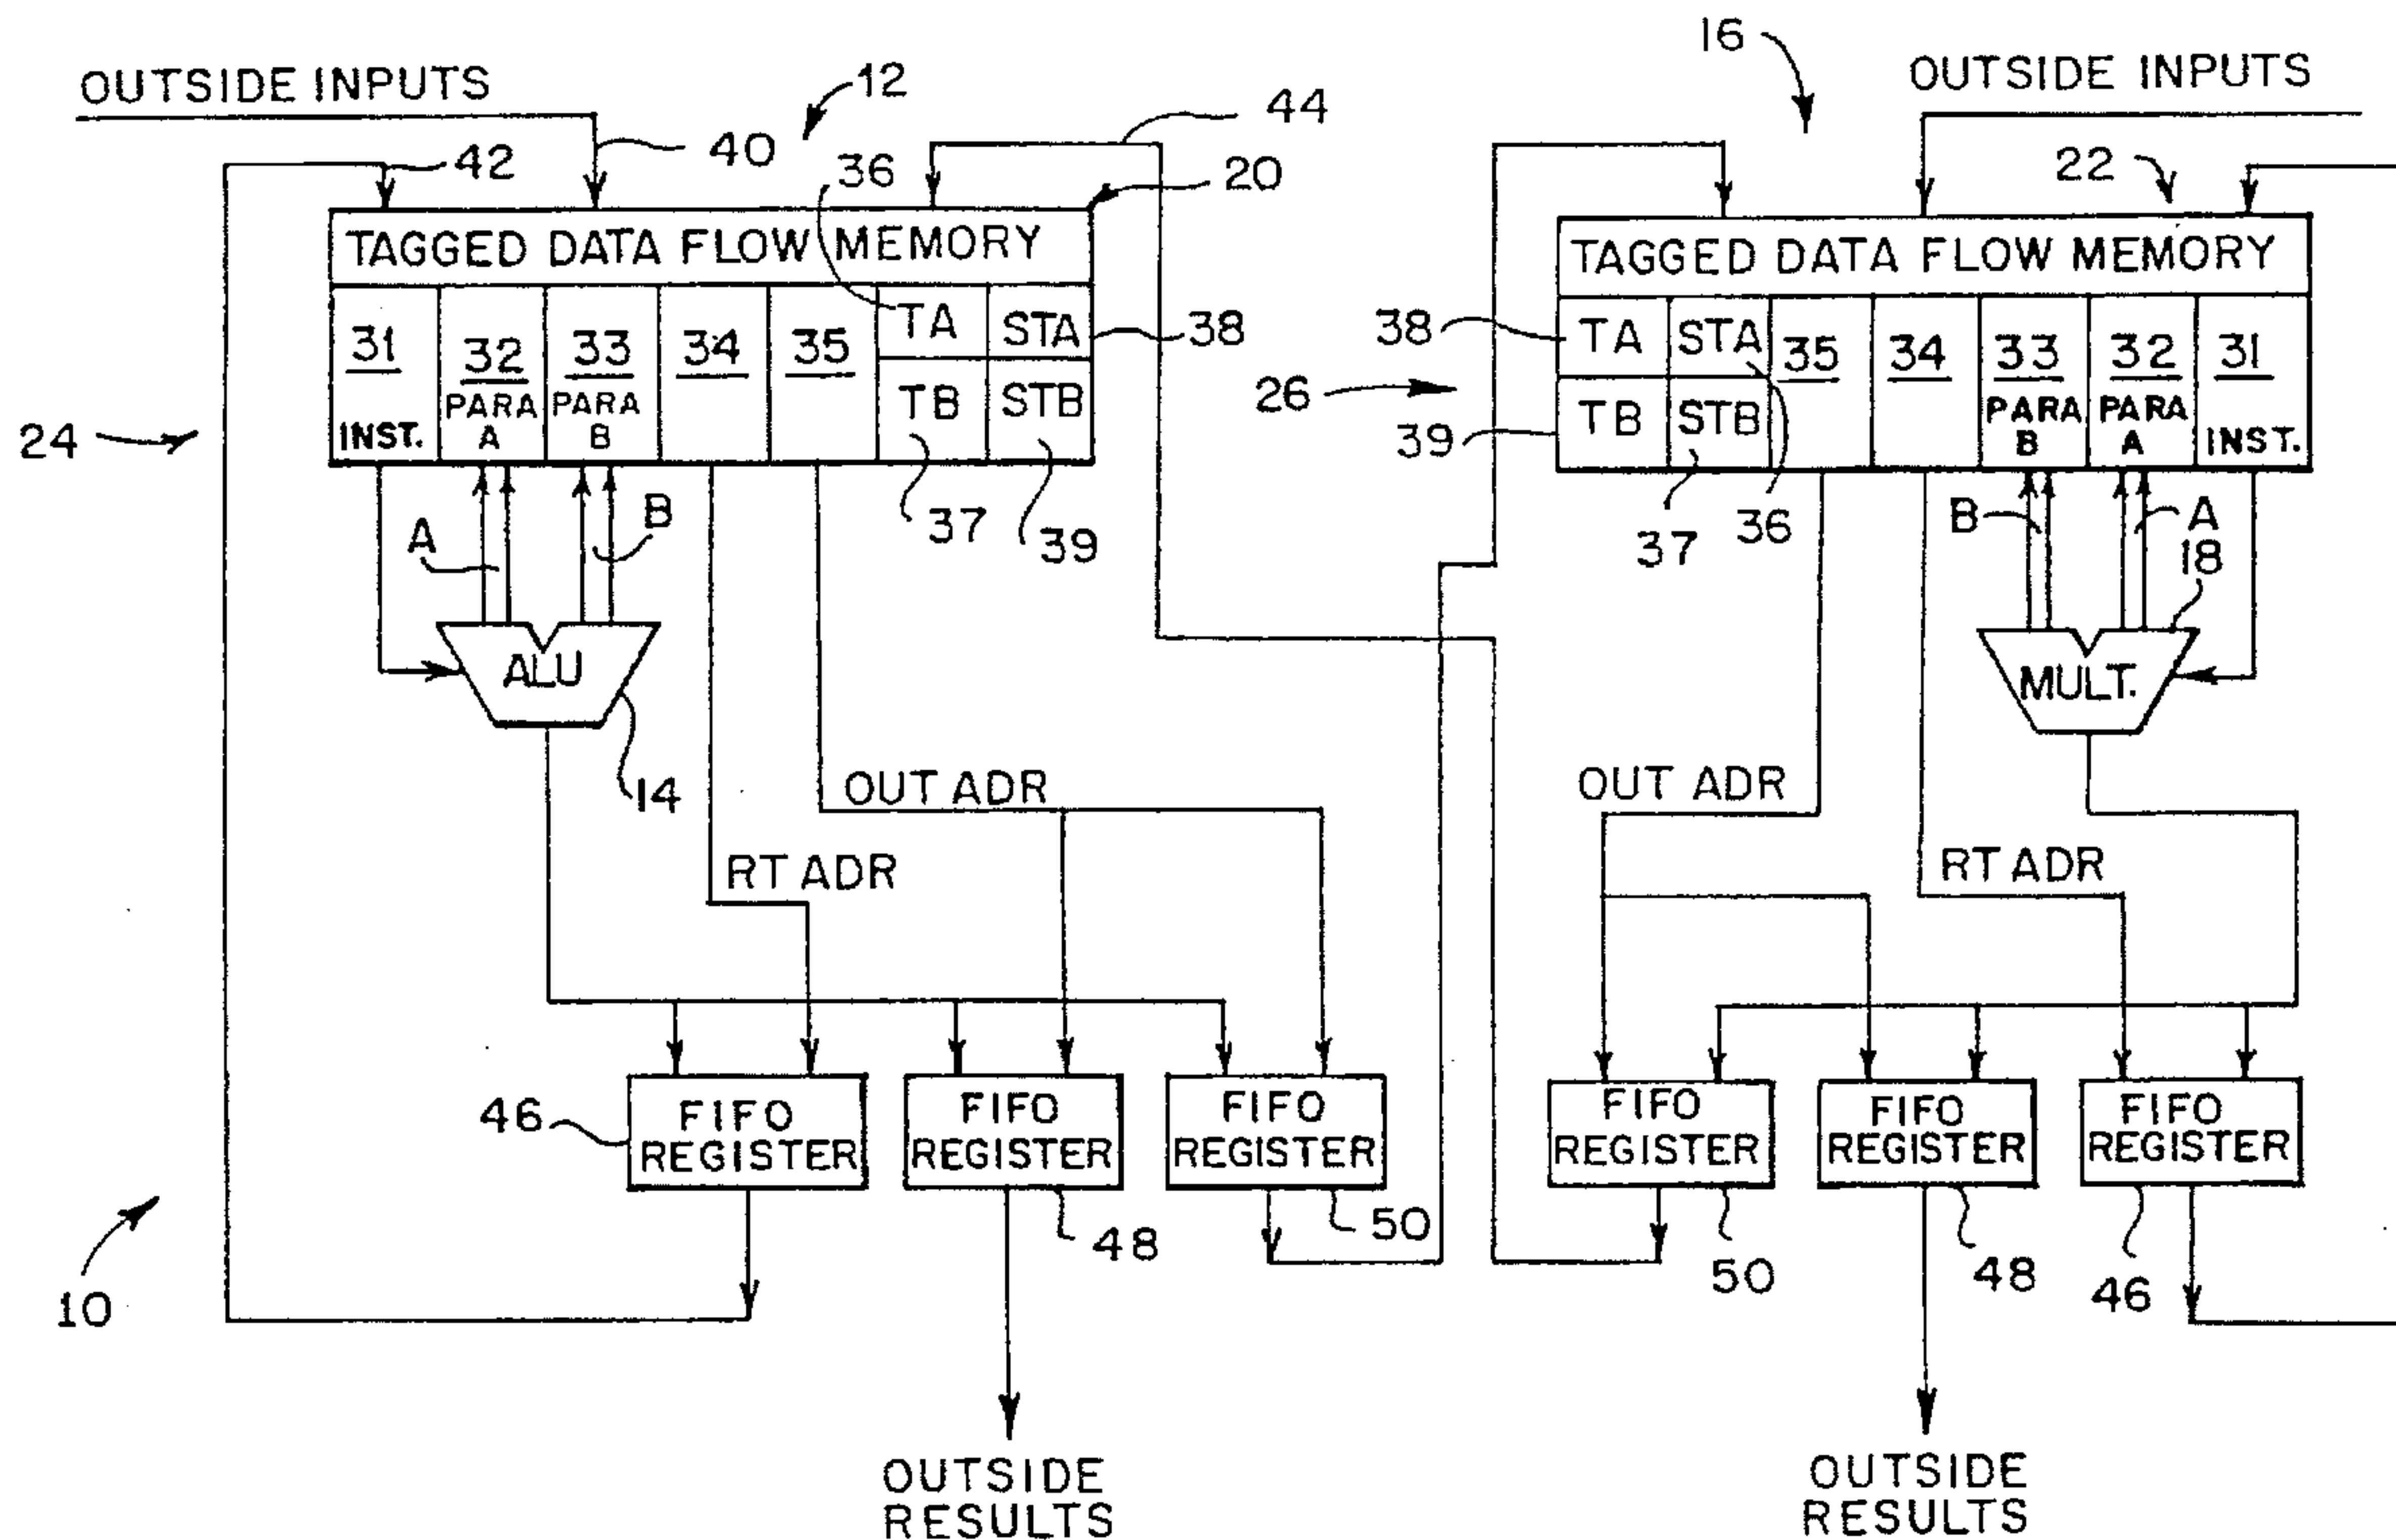 16
OUTSIDE INPUTS
12
44
OUTSIDE INPUTS
42
40
36
20
22
TAGGED DATA FLOW MEMORY
31
INST.
32
PARA
A
33
PARA
B
34
35
TA
STA
TB
STB
38
24
37
39
A
B
ALU
14
OUT ADR
RT ADR
TAGGED DATA FLOW MEMORY
38
TA
STA
35
34
33
PARA
B
32
PARA
A
31
INST.
26
39
TB
STB
37
36
B
A
18
MULT.
OUT ADR
RT ADR
46
FIFO
REGISTER
FIFO
REGISTER
FIFO
REGISTER
48
50
FIFO
REGISTER
FIFO
REGISTER
FIFO
REGISTER
50
48
46
10
OUTSIDE
RESULTS
OUTSIDE
RESULTS